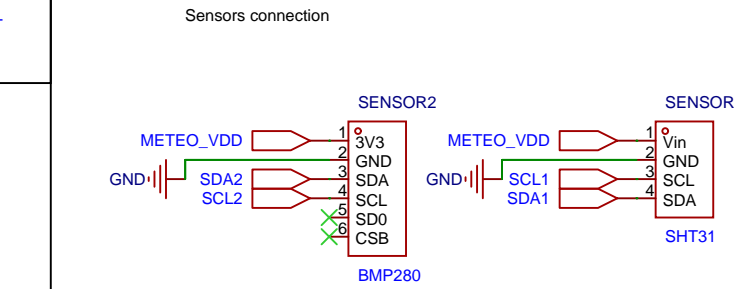 Sensors connection
SENSOR2
METEO_VDD
GND
SDA2
SCL2
1
2
3
4
5
6
3V3
GND
SDA
SCL
SD0
CSB
BMP280
SENSOR
METEO_VDD
GND
SCL1
SDA1
1
2
3
4
Vin
GND
SCL
SDA
SHT31